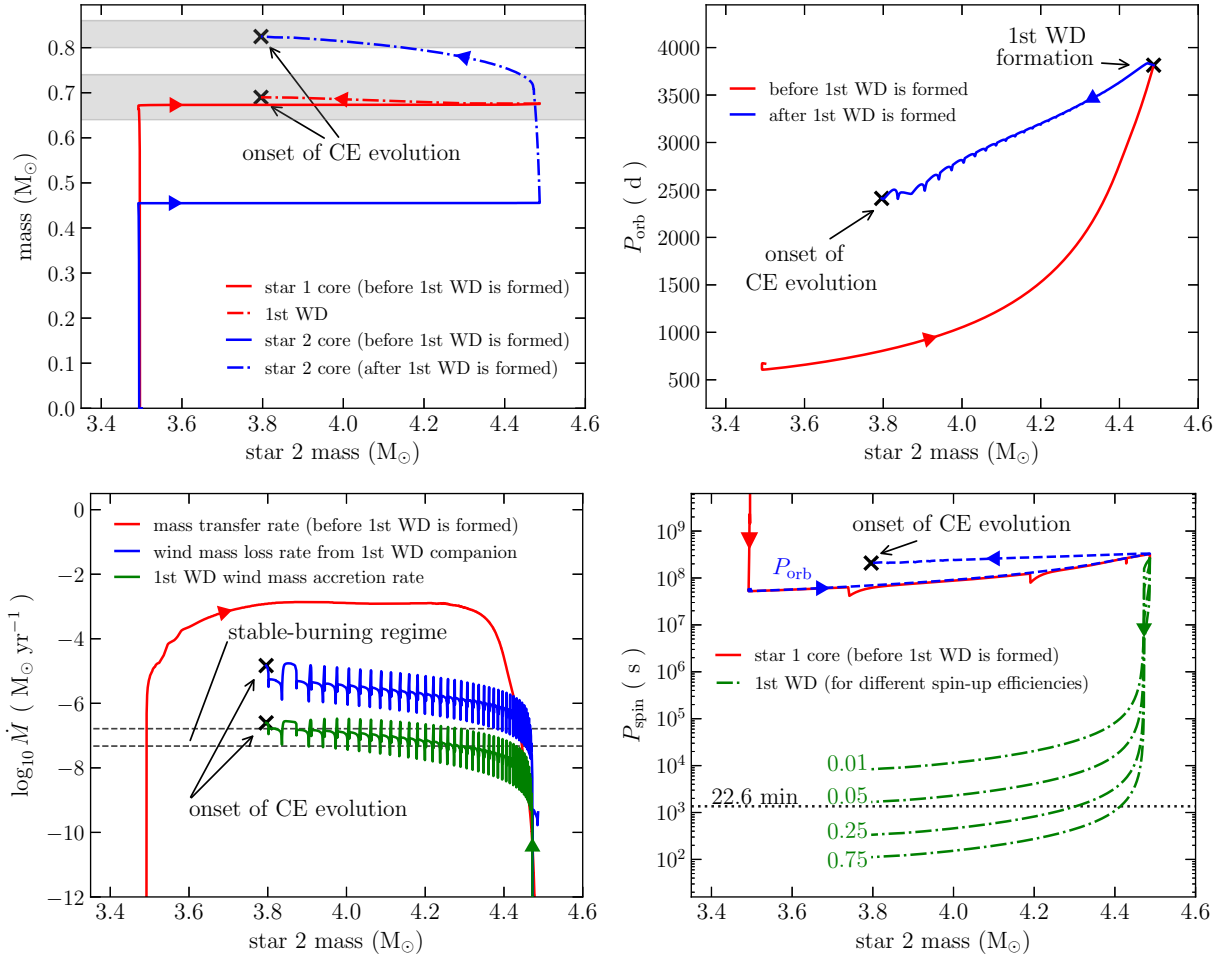 0.8
0.7
0.6
0.5
0.4
0.3
0.2
0.1
0.0
mass (M⊙)
onset of CE evolution
star 1 core (before 1st WD is formed)
1st WD
star 2 core (before 1st WD is formed)
star 2 core (after 1st WD is formed)
3.4 3.6 3.8 4.0 4.2 4.4 4.6
star 2 mass (M⊙)
4000
3500
3000
2500
2000
1500
1000
500
P_orb ( d )
1st WD
formation
before 1st WD is formed
after 1st WD is formed
onset of
CE evolution
3.4 3.6 3.8 4.0 4.2 4.4 4.6
star 2 mass (M⊙)
0
−2
−4
−6
−8
−10
−12
log₁₀ Ṁ ( M⊙ yr⁻¹ )
mass transfer rate (before 1st WD is formed)
wind mass loss rate from 1st WD companion
1st WD wind mass accretion rate
stable-burning regime
onset of CE evolution
3.4 3.6 3.8 4.0 4.2 4.4 4.6
star 2 mass (M⊙)
10⁹
10⁸
10⁷
10⁶
10⁵
10⁴
10³
10²
P_spin ( s )
onset of CE evolution
P_orb
star 1 core (before 1st WD is formed)
1st WD (for different spin-up efficiencies)
0.01
0.05
22.6 min
0.25
0.75
3.4 3.6 3.8 4.0 4.2 4.4 4.6
star 2 mass (M⊙)